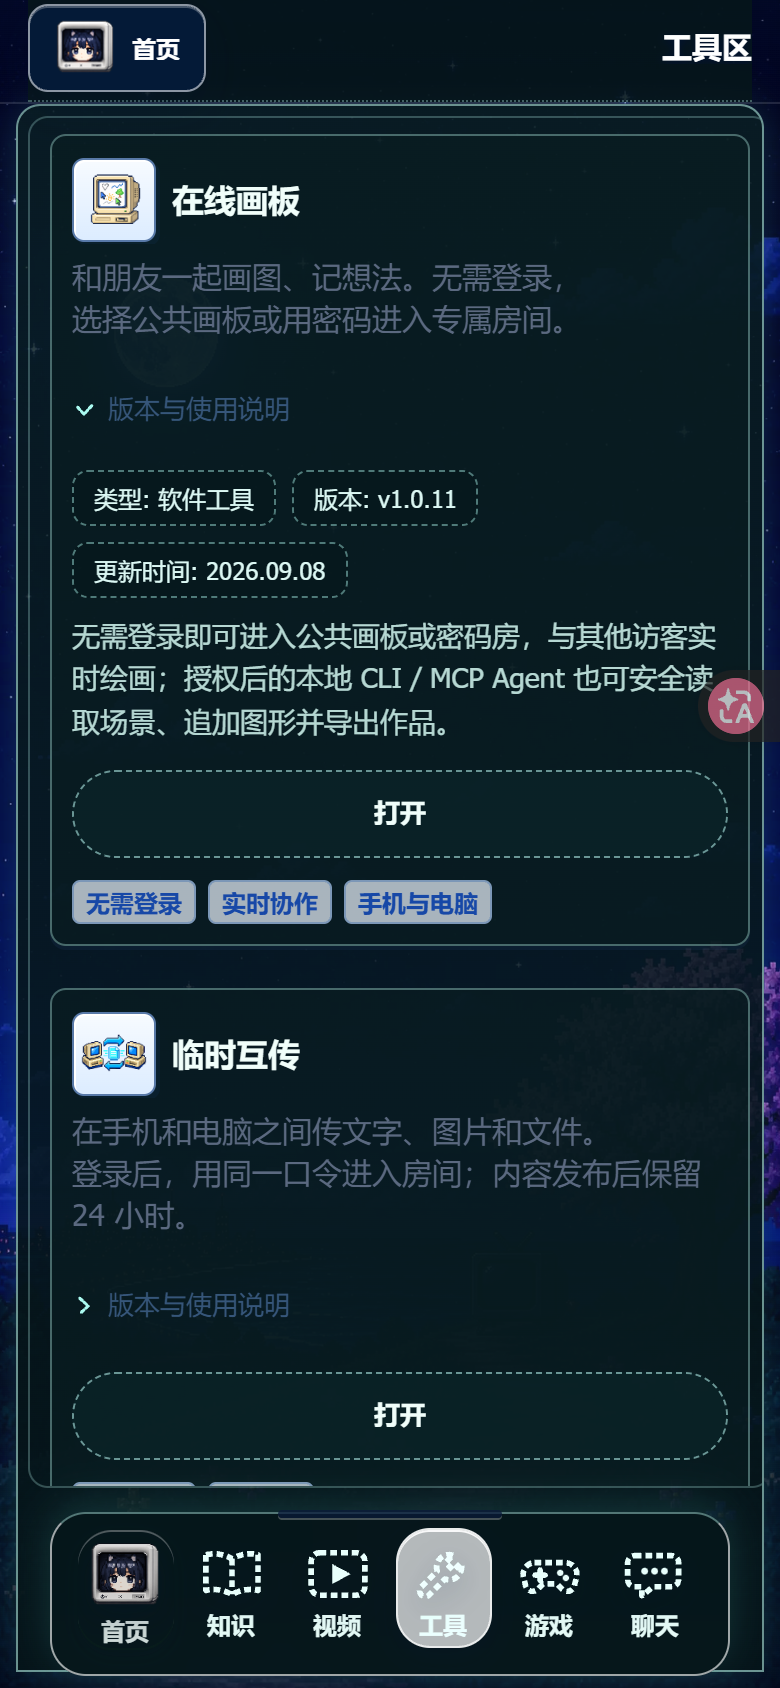 首页
工具区
在线画板
和朋友一起画图、记想法。无需登录，
选择公共画板或用密码进入专属房间。
版本与使用说明
类型: 软件工具
版本: v1.0.11
更新时间: 2026.09.08
无需登录即可进入公共画板或密码房，与其他访客实
时绘画；授权后的本地 CLI / MCP Agent 也可安全读
取场景、追加图形并导出作品。
打开
无需登录
实时协作
手机与电脑
临时互传
在手机和电脑之间传文字、图片和文件。
登录后，用同一口令进入房间；内容发布后保留
24 小时。
版本与使用说明
打开
首页
知识
视频
工具
游戏
聊天